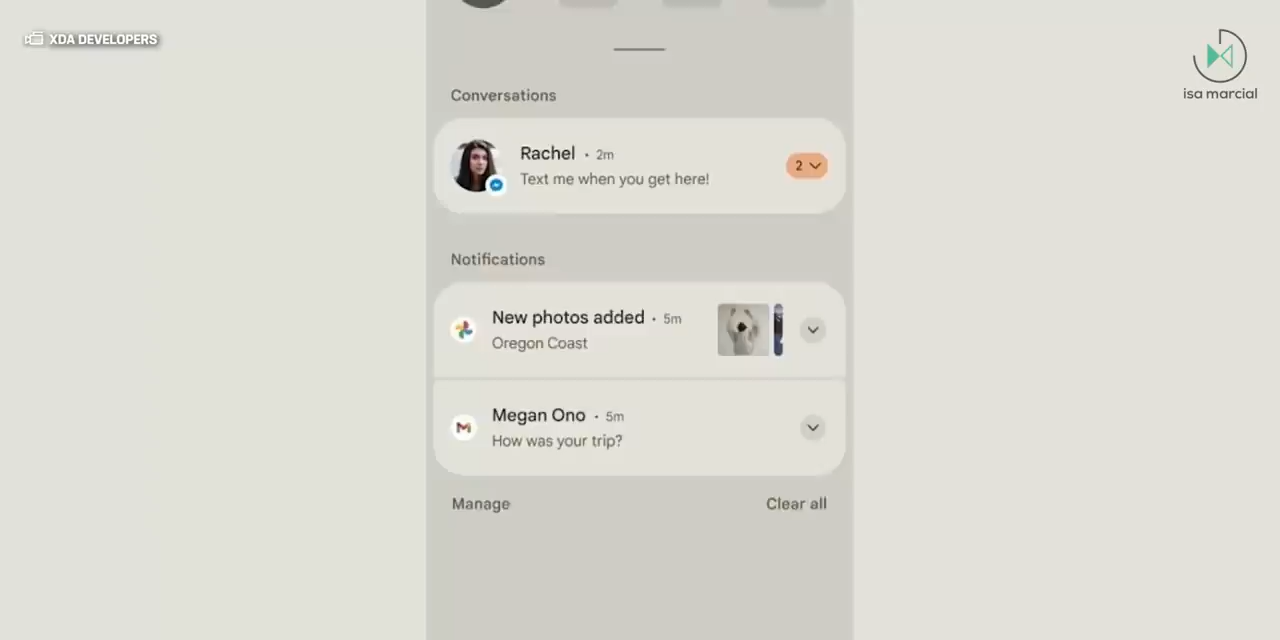 XDA DEVELOPERS
isa marcial
Conversations
Rachel • 2m
Text me when you get here!
2
Notifications
New photos added • 5m
Oregon Coast
Megan Ono • 5m
How was your trip?
Manage
Clear all